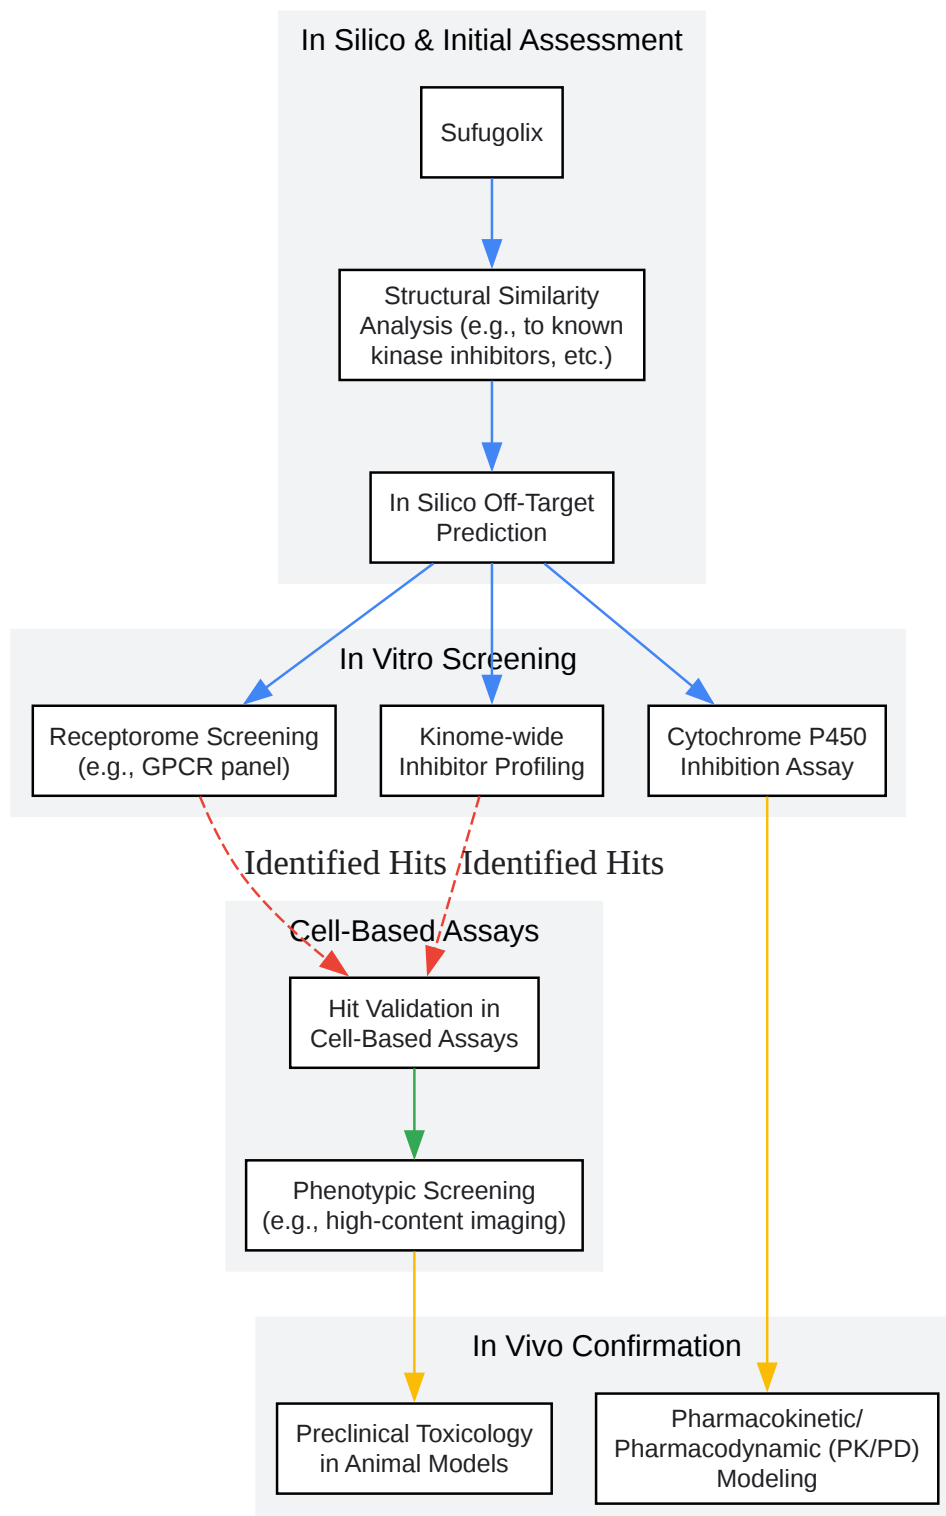 In Silico & Initial Assessment
Sufugolix
Structural Similarity
Analysis (e.g., to known
kinase inhibitors, etc.)
In Silico Off-Target
Prediction
In Vitro Screening
Receptorome Screening
(e.g., GPCR panel)
Kinome-wide
Inhibitor Profiling
Cytochrome P450
Inhibition Assay
Identified Hits
Identified Hits
Cell-Based Assays
Hit Validation in
Cell-Based Assays
Phenotypic Screening
(e.g., high-content imaging)
In Vivo Confirmation
Preclinical Toxicology
in Animal Models
Pharmacokinetic/
Pharmacodynamic (PK/PD)
Modeling